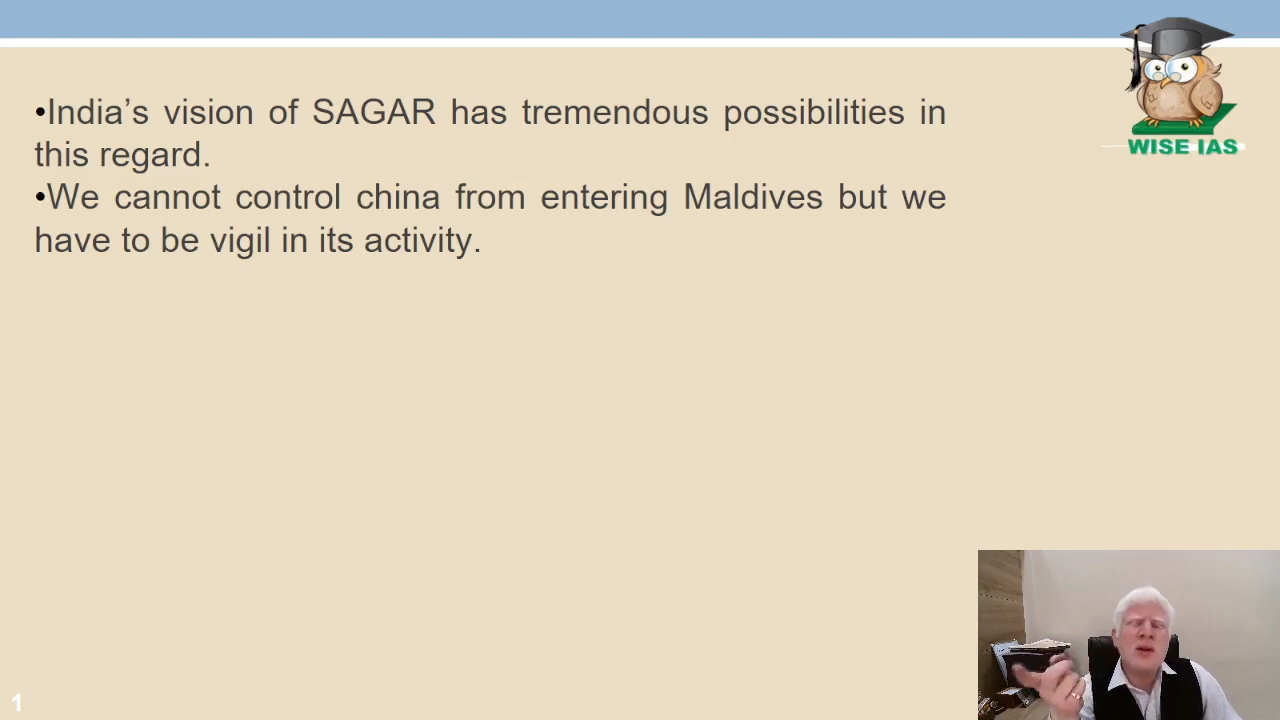 •India’s vision of SAGAR has tremendous possibilities in
this regard.
•We cannot control china from entering Maldives but we
have to be vigil in its activity.
WISE IAS
1